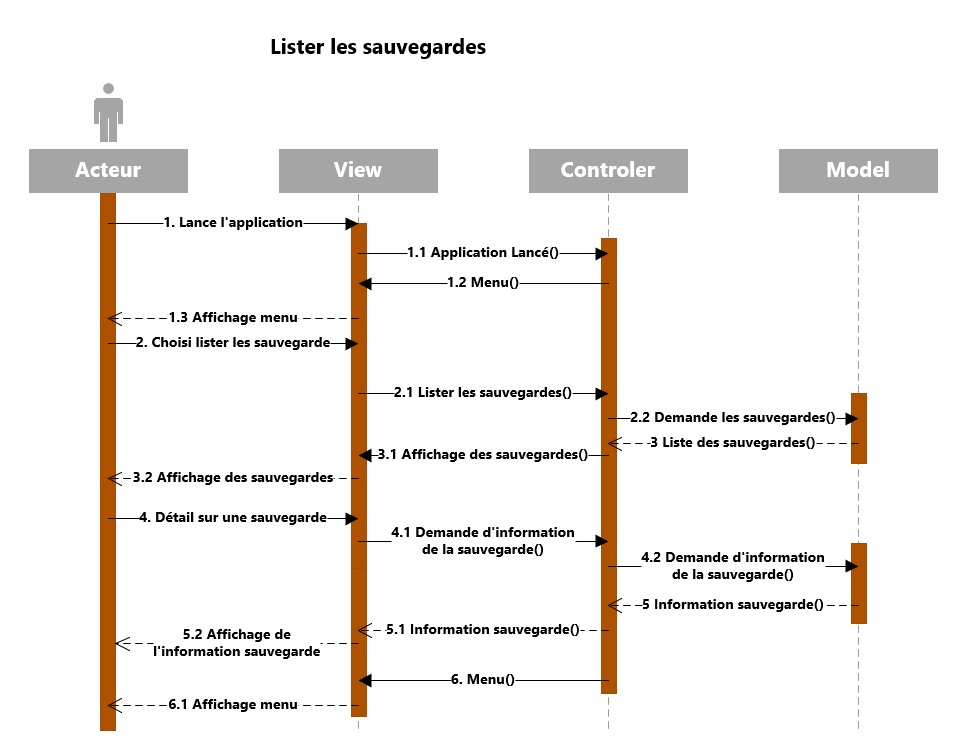 Lister les sauvegardes
Acteur
View
Controler
Model
1. Lance l'application
1.1 Application Lancé()
1.2 Menu()
1.3 Affichage menu
2. Choisi lister les sauvegarde
2.1 Lister les sauvegardes()
2.2 Demande les sauvegardes()
3 Liste des sauvegardes()
3.1 Affichage des sauvegardes()
3.2 Affichage des sauvegardes
4. Détail sur une sauvegarde
4.1 Demande d'information
de la sauvegarde()
4.2 Demande d'information
de la sauvegarde()
5 Information sauvegarde()
5.1 Information sauvegarde()
5.2 Affichage de
l'information sauvegarde
6. Menu()
6.1 Affichage menu